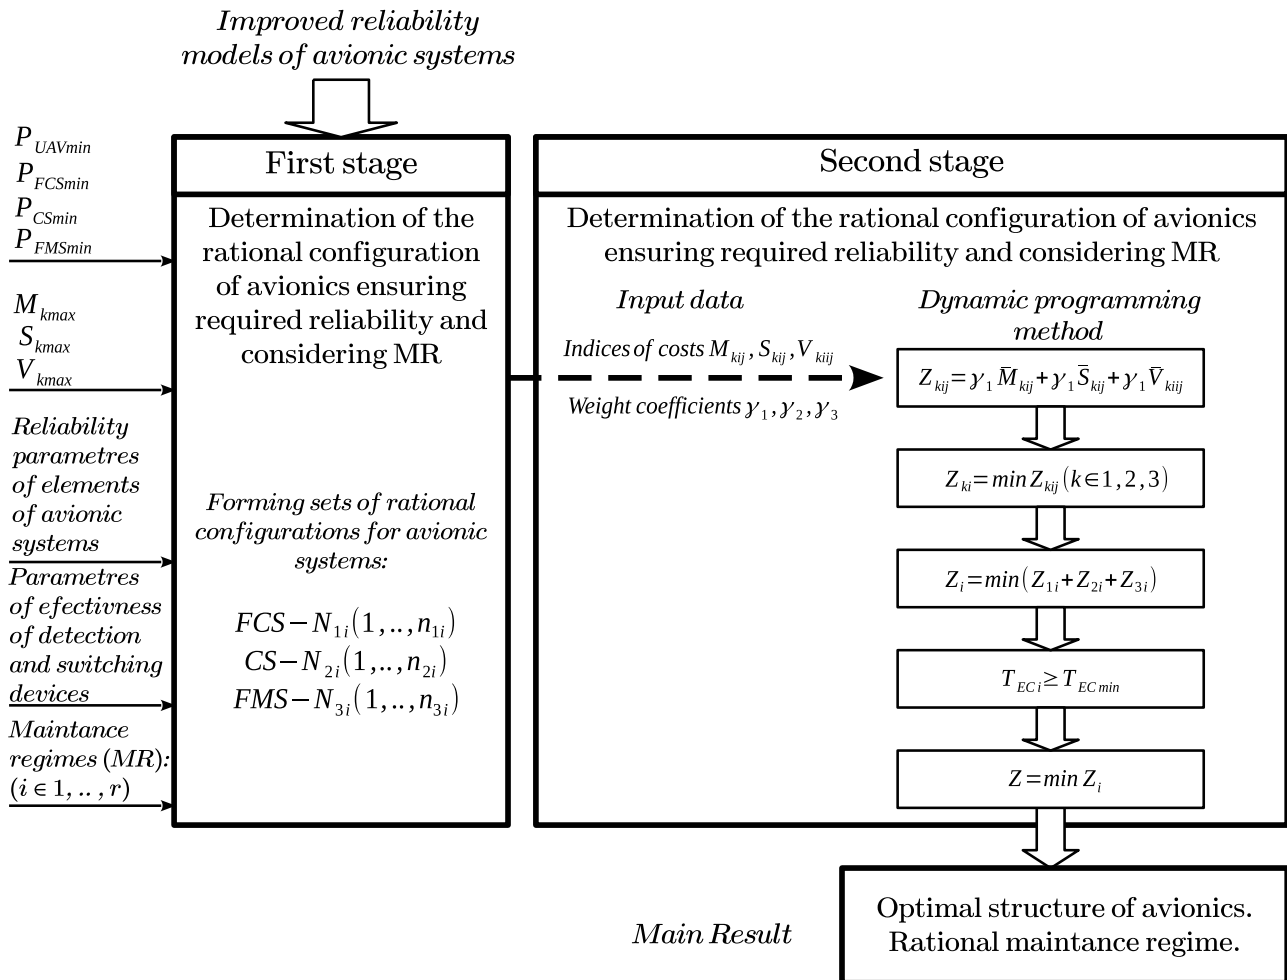 Improved reliability
models of avionic systems
P_UAVmin
P_FCSmin
P_CSmin
P_FMSmin
M_kmax
S_kmax
V_kmax
Reliability
parametres
of elements
of avionic
systems
Parametres
of efectivness
of detection
and switching
devices
Maintance
regimes (MR):
(i ∈ 1, .. , r)
First stage
Determination of the
rational configuration
of avionics ensuring
required reliability and
considering MR
Forming sets of rational
configurations for avionic
systems:
FCS − N_1i(1,..,n_1i)
CS − N_2i(1,..,n_2i)
FMS − N_3i(1,..,n_3i)
Second stage
Determination of the rational configuration of avionics
ensuring required reliability and considering MR
Input data
Indices of costs M_kij, S_kij, V_kiij
Weight coefficients γ_1, γ_2, γ_3
Dynamic programming
method
Z_kij = γ_1 M̄_kij + γ_1 S̄_kij + γ_1 V̄_kiij
Z_ki = min Z_kij (k ∈ 1, 2, 3)
Z_i = min(Z_1i + Z_2i + Z_3i)
T_ECi ≥ T_ECmin
Z = min Z_i
Main Result
Optimal structure of avionics.
Rational maintance regime.